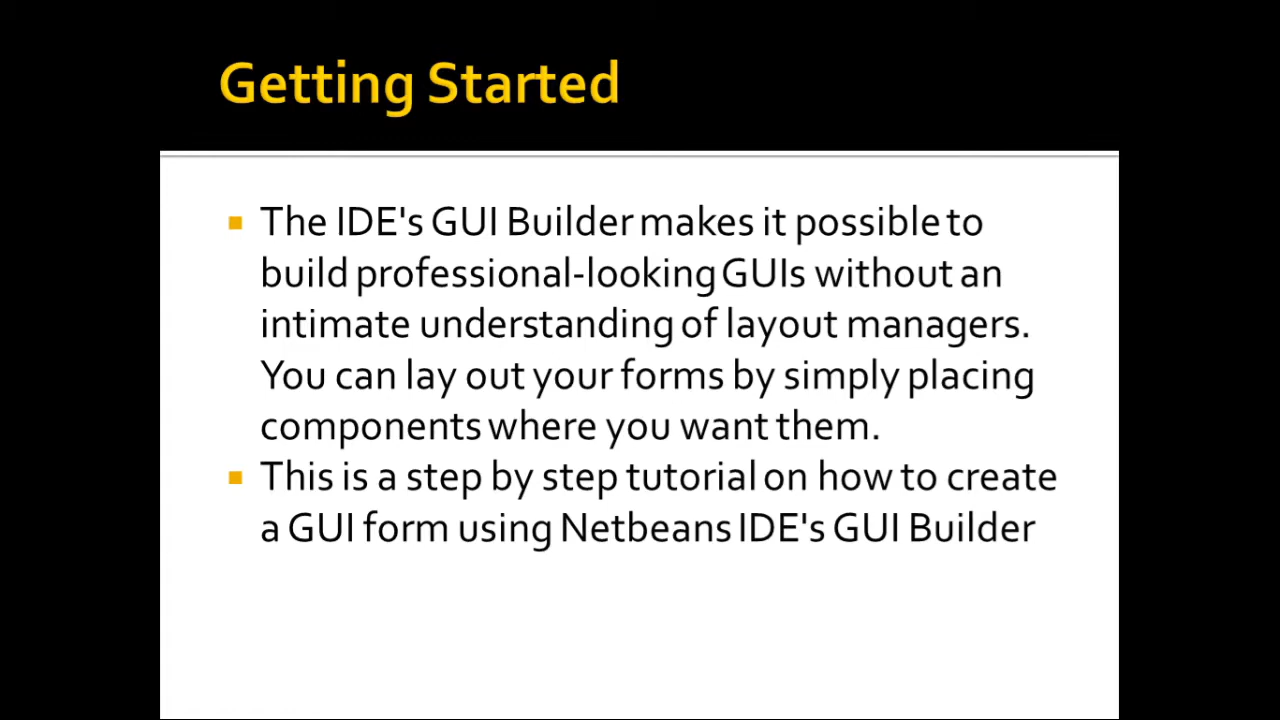 Getting Started
The IDE's GUI Builder makes it possible to
build professional-looking GUIs without an
intimate understanding of layout managers.
You can lay out your forms by simply placing
components where you want them.
This is a step by step tutorial on how to create
a GUI form using Netbeans IDE's GUI Builder